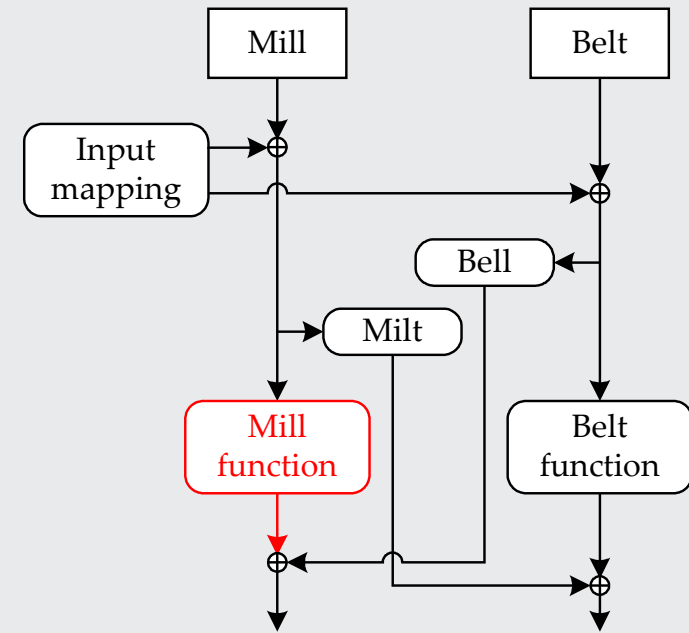 Mill
Belt
Input
mapping
Bell
Milt
Mill
function
Belt
function